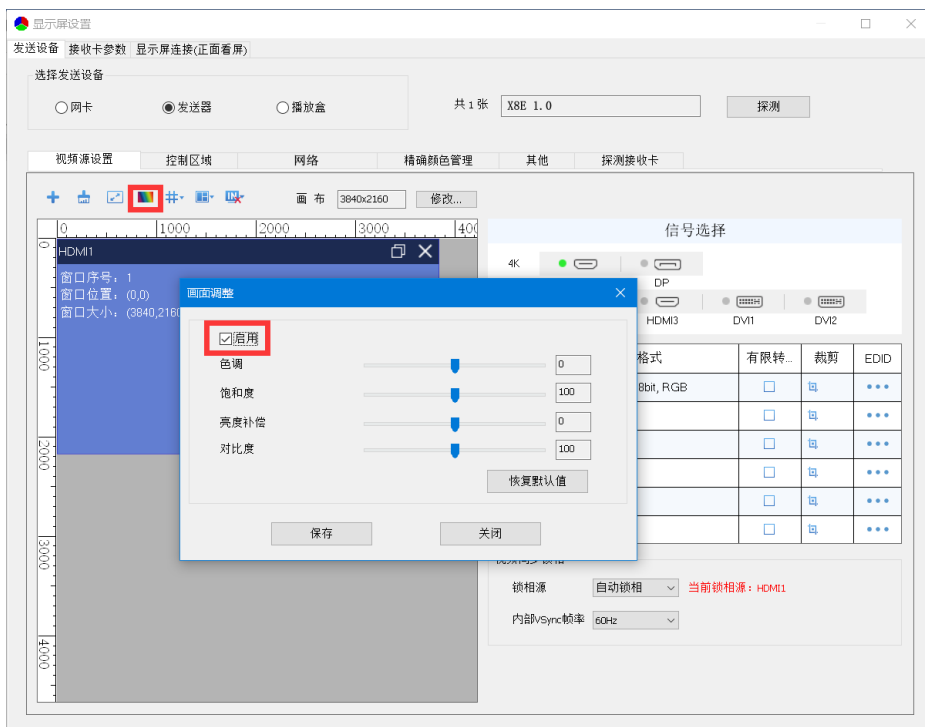 显示屏设置
发送设备 接收卡参数 显示屏连接(正面看屏)
选择发送设备
网卡 发送器 播放盒
共 1 张 X8E 1.0 探测
视频源设置 控制区域 网络 精确颜色管理 其他 探测接收卡
画 布 3840x2160 修改...
0 1000 2000 3000
信号选择
0
HDMI1
4K
窗口序号：1
DP
窗口位置：(0,0)
窗口大小：(3840,2160
画面调整
HDMI3 DVI1 DVI2
启用
1000
格式 有限转... 裁剪 EDID
色调 0
8bit, RGB
饱和度 100
亮度补偿 0
对比度 100
2000
恢复默认值
保存 关闭
3000
锁相源 自动锁相 当前锁相源：HDMI1
内部VSync帧率 60Hz
4000